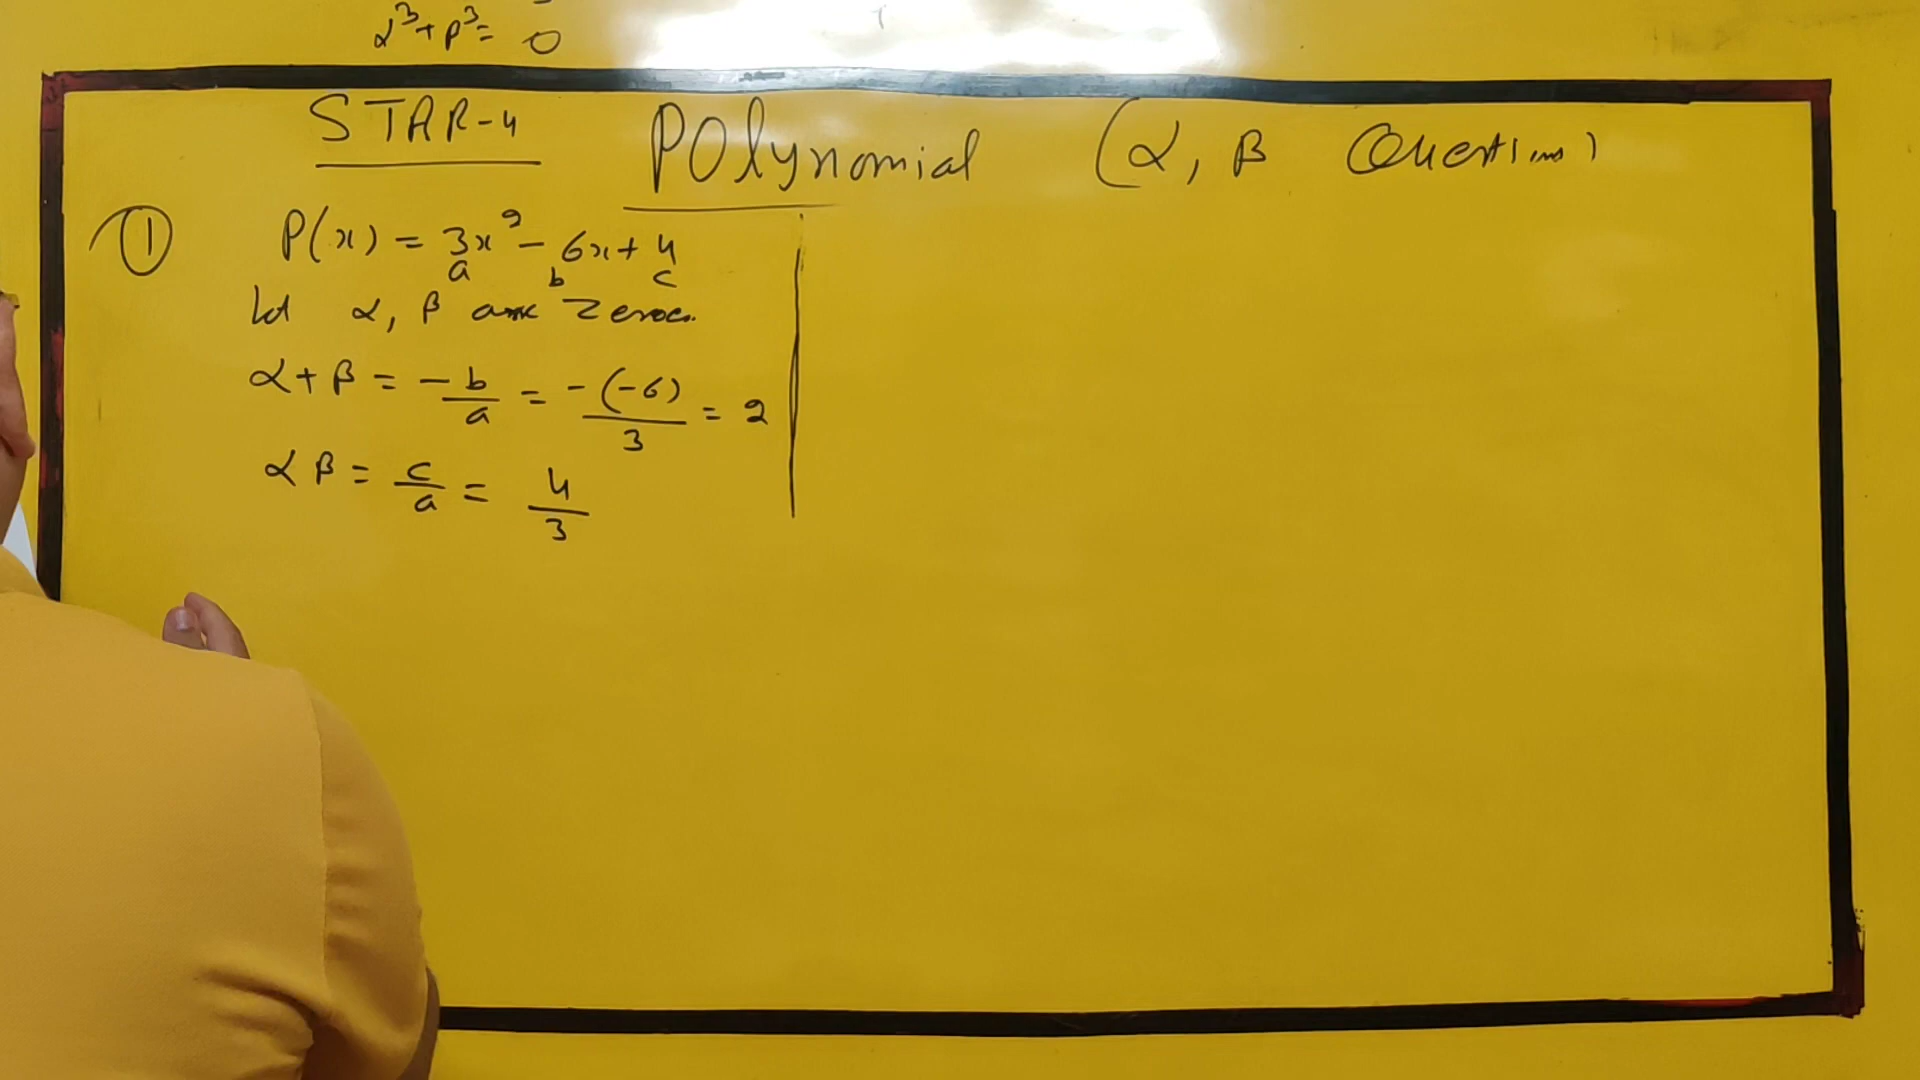 α³+β³= 0
STAR-4 POlynomial (α, β Questions)
① P(x) = 3x² - 6x + 4
a b c
let α, β are Zeroes.
α + β = -b/a = -(-6)/3 = 2
αβ = c/a = 4/3